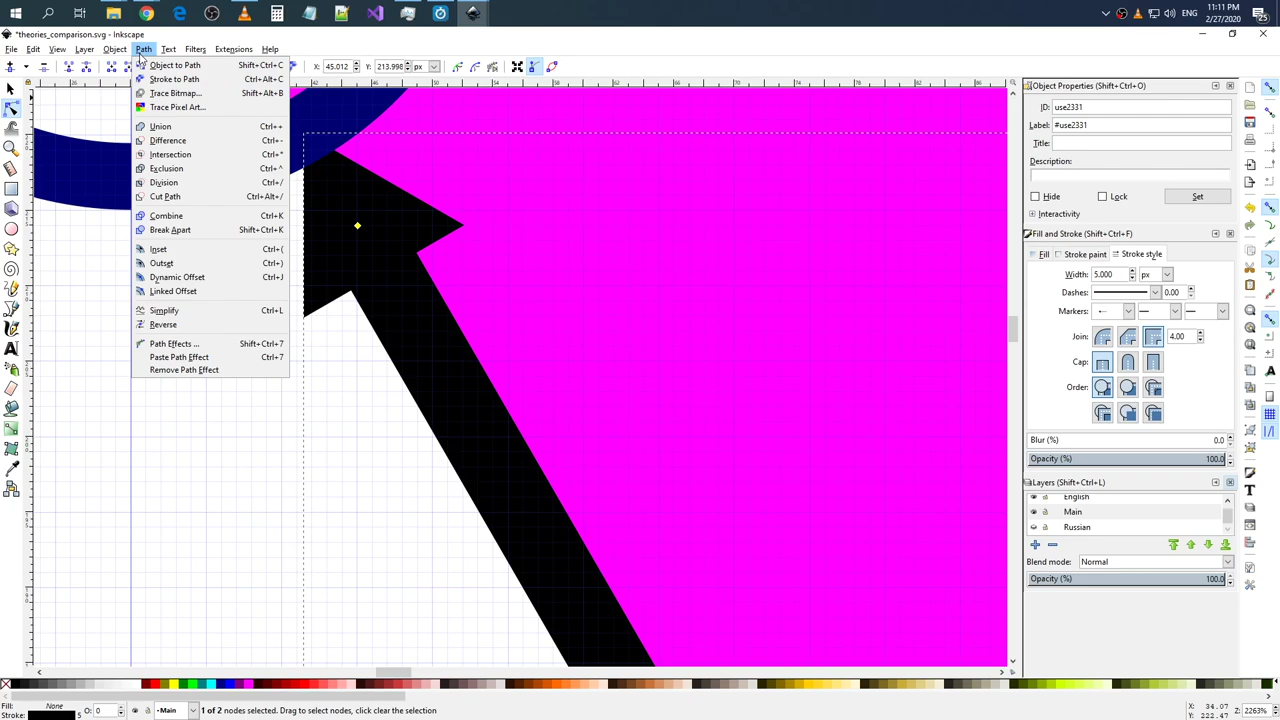 11:11 PM
2/27/2020
*theories_comparison.svg - Inkscape
File Edit View Layer Object Path Text Filters Extensions Help
X: 45.012 Y: 213.998 px
Object to Path Shift+Ctrl+C
Stroke to Path Ctrl+Alt+C
Trace Bitmap... Shift+Alt+B
Trace Pixel Art...
Union Ctrl++
Difference Ctrl+-
Intersection Ctrl+*
Exclusion Ctrl+^
Division Ctrl+/
Cut Path Ctrl+Alt+/
Combine Ctrl+K
Break Apart Shift+Ctrl+K
Inset Ctrl+(
Outset Ctrl+)
Dynamic Offset Ctrl+J
Linked Offset
Simplify Ctrl+L
Reverse
Path Effects ... Shift+Ctrl+7
Paste Path Effect Ctrl+7
Remove Path Effect
Object Properties (Shift+Ctrl+O)
ID: use2331
Label: #use2331
Title:
Description:
Hide Lock Set
Interactivity
Fill and Stroke (Shift+Ctrl+F)
Fill Stroke paint Stroke style
Width: 5.000 px
Dashes: 0.00
Markers:
Join: 4.00
Cap:
Order:
Blur (%) 0.0
Opacity (%) 100.0
Layers (Shift+Ctrl+L)
English
Main
Russian
Blend mode: Normal
Opacity (%) 100.0
Fill: None
Stroke: 5
O: 0
Main
1 of 2 nodes selected. Drag to select nodes, click clear the selection
X: 34.07
Y: 222.47
Z: 2263%